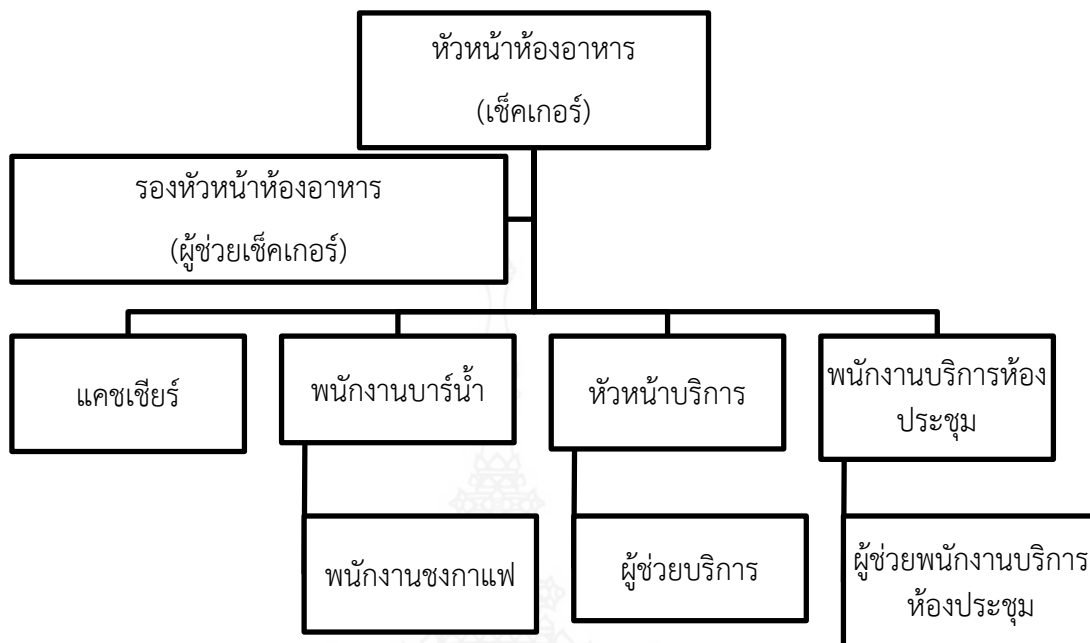 หัวหน้าห้องอาหาร
(เช็คเกอร์)
รองหัวหน้าห้องอาหาร
(ผู้ช่วยเช็คเกอร์)
แคชเชียร์
พนักงานบาร์น้ำ
หัวหน้าบริการ
พนักงานบริการห้อง
ประชุม
พนักงานชงกาแฟ
ผู้ช่วยบริการ
ผู้ช่วยพนักงานบริการ
ห้องประชุม